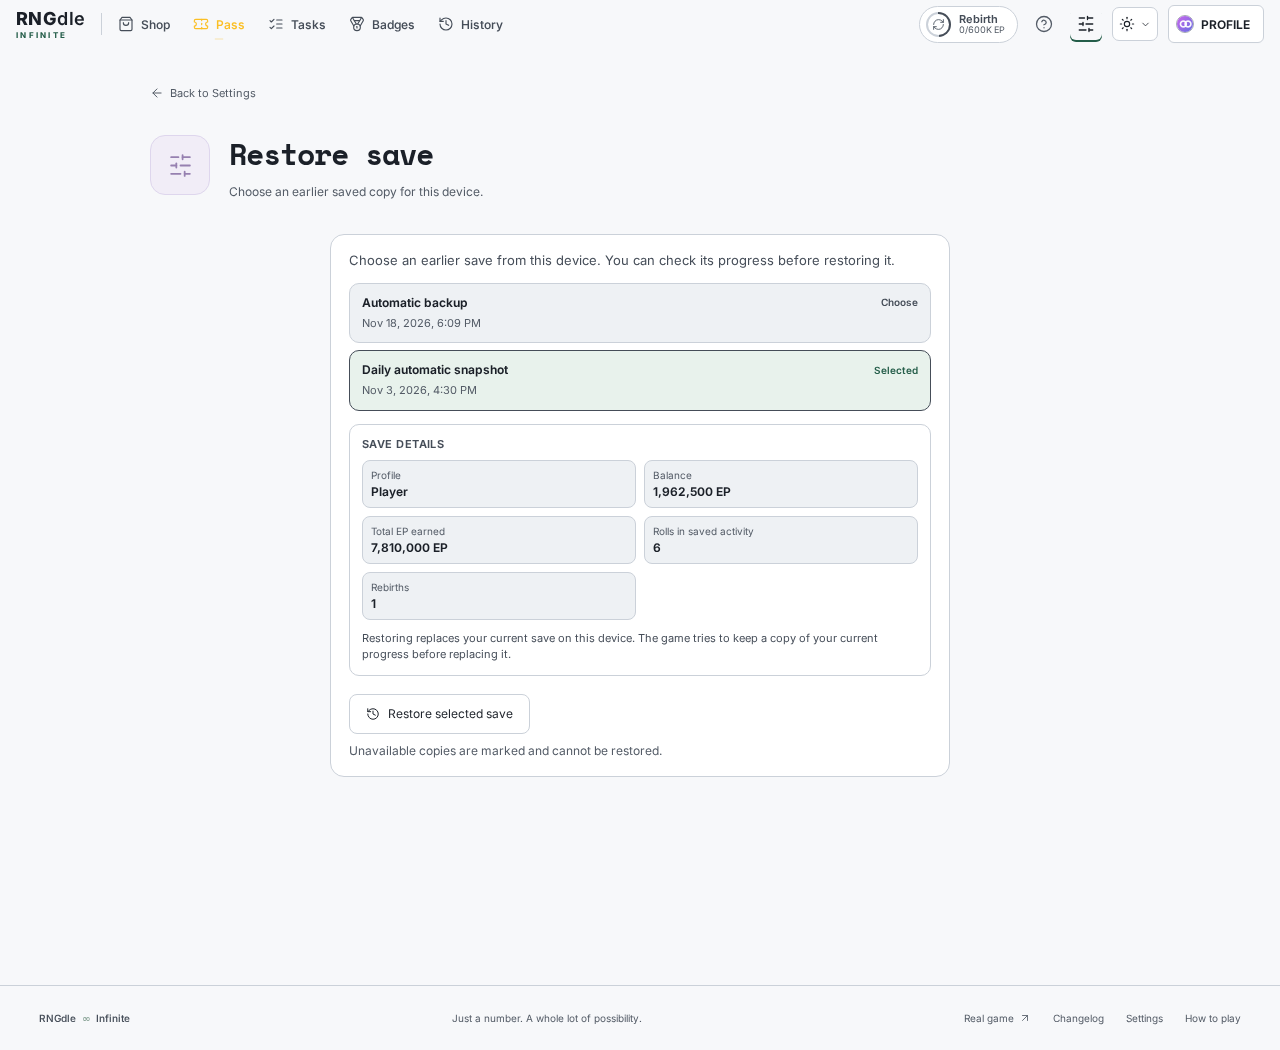 RNGdle
INFINITE
Shop
Pass
Tasks
Badges
History
Rebirth
0/600K EP
PROFILE
Back to Settings
Restore save
Choose an earlier saved copy for this device.
Choose an earlier save from this device. You can check its progress before restoring it.
Automatic backup
Choose
Nov 18, 2026, 6:09 PM
Daily automatic snapshot
Selected
Nov 3, 2026, 4:30 PM
SAVE DETAILS
Profile
Player
Balance
1,962,500 EP
Total EP earned
7,810,000 EP
Rolls in saved activity
6
Rebirths
1
Restoring replaces your current save on this device. The game tries to keep a copy of your current
progress before replacing it.
Restore selected save
Unavailable copies are marked and cannot be restored.
RNGdle ∞ Infinite
Just a number. A whole lot of possibility.
Real game
Changelog
Settings
How to play